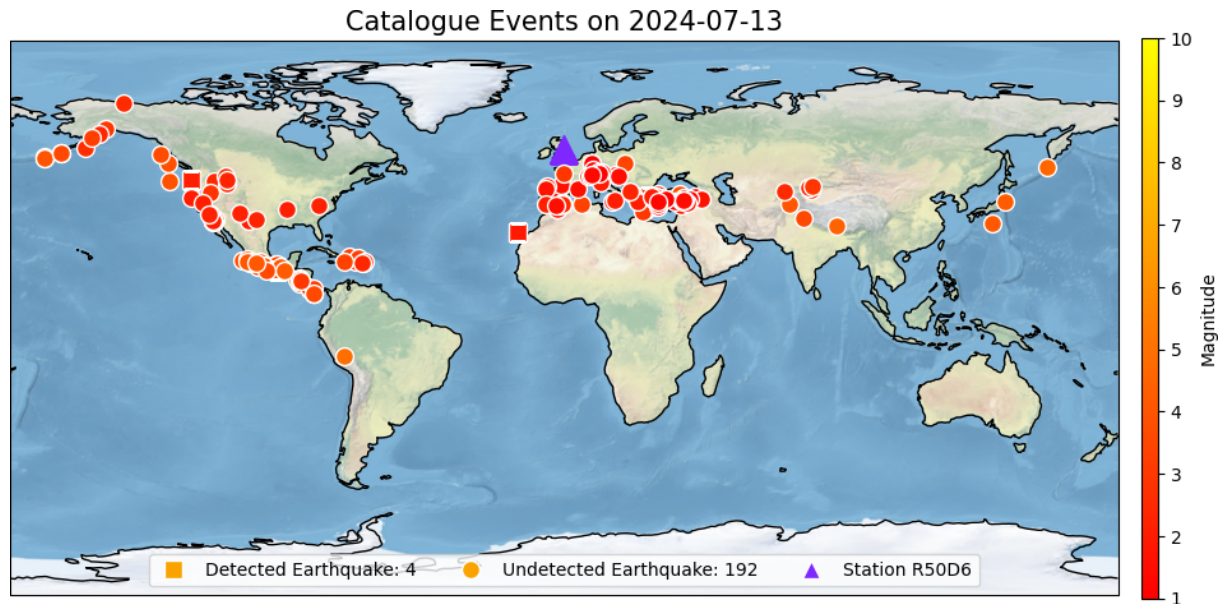 Catalogue Events on 2024-07-13
10
9
8
7
6
5
4
3
2
1
Magnitude
Detected Earthquake: 4
Undetected Earthquake: 192
Station R50D6